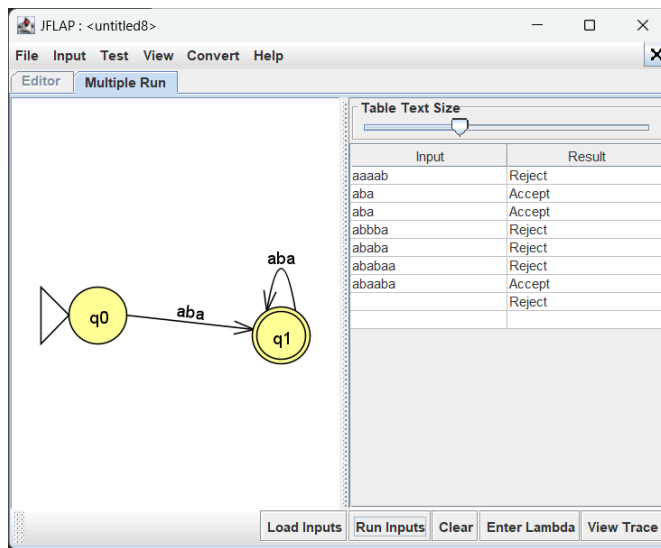 JFLAP : <untitled8>
File Input Test View Convert Help
Editor Multiple Run
Table Text Size
Input Result
aaaab Reject
aba Accept
aba Accept
abbba Reject
ababa Reject
ababaa Reject
abaaba Accept
Reject
aba
q0 aba q1
Load Inputs Run Inputs Clear Enter Lambda View Trace